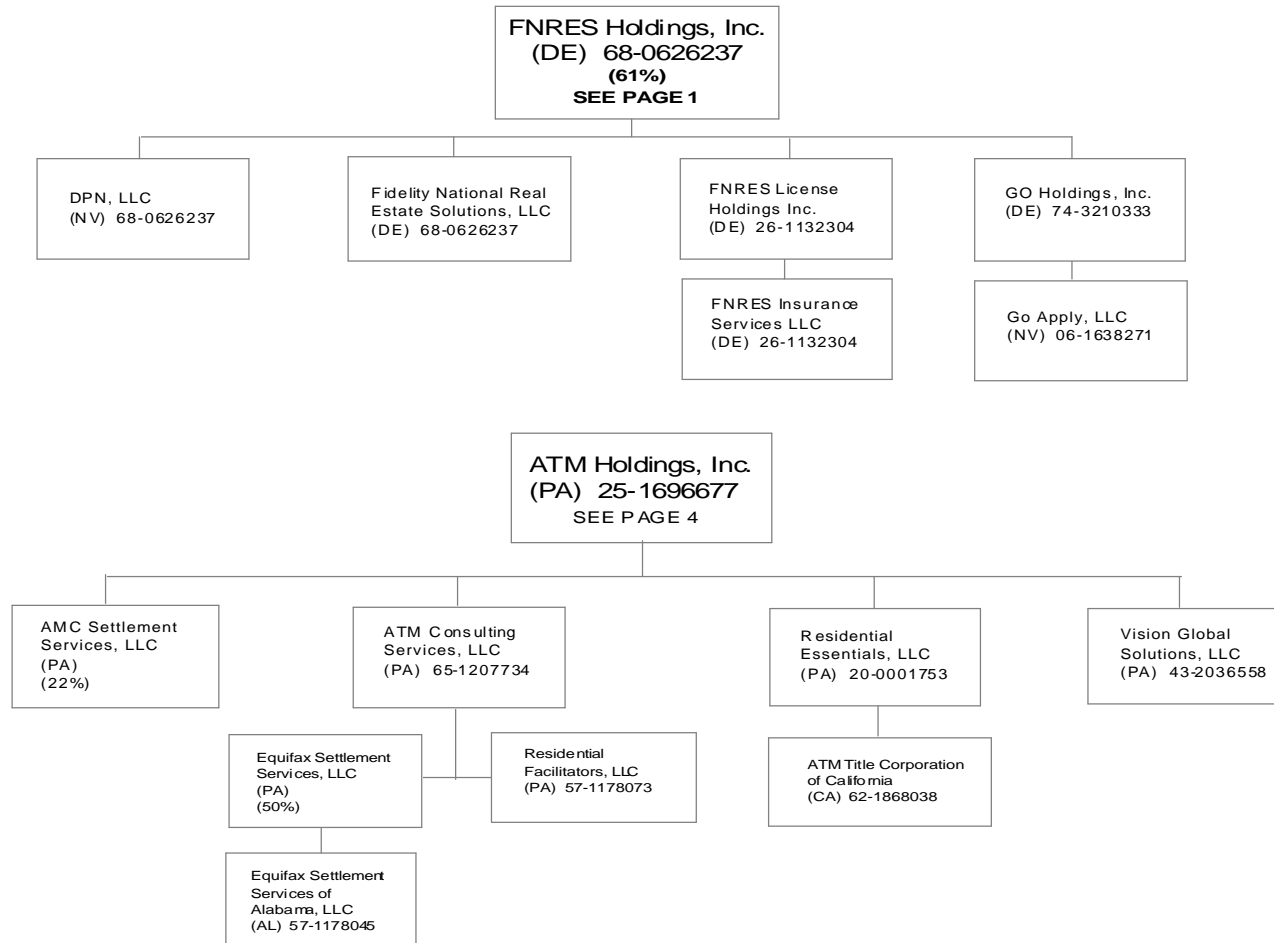 FNRES Holdings, Inc.
(DE) 68-0626237
(61%)
SEE PAGE 1
DPN, LLC
(NV) 68-0626237
Fidelity National Real
Estate Solutions, LLC
(DE) 68-0626237
FNRES License
Holdings Inc.
(DE) 26-1132304
GO Holdings, Inc.
(DE) 74-3210333
FNRES Insurance
Services LLC
(DE) 26-1132304
Go Apply, LLC
(NV) 06-1638271
ATM Holdings, Inc.
(PA) 25-1696677
SEE PAGE 4
AMC Settlement
Services, LLC
(PA)
(22%)
ATM Consulting
Services, LLC
(PA) 65-1207734
Residential
Essentials, LLC
(PA) 20-0001753
Vision Global
Solutions, LLC
(PA) 43-2036558
Equifax Settlement
Services, LLC
(PA)
(50%)
Residential
Facilitators, LLC
(PA) 57-1178073
ATM Title Corporation
of California
(CA) 62-1868038
Equifax Settlement
Services of
Alabama, LLC
(AL) 57-1178045